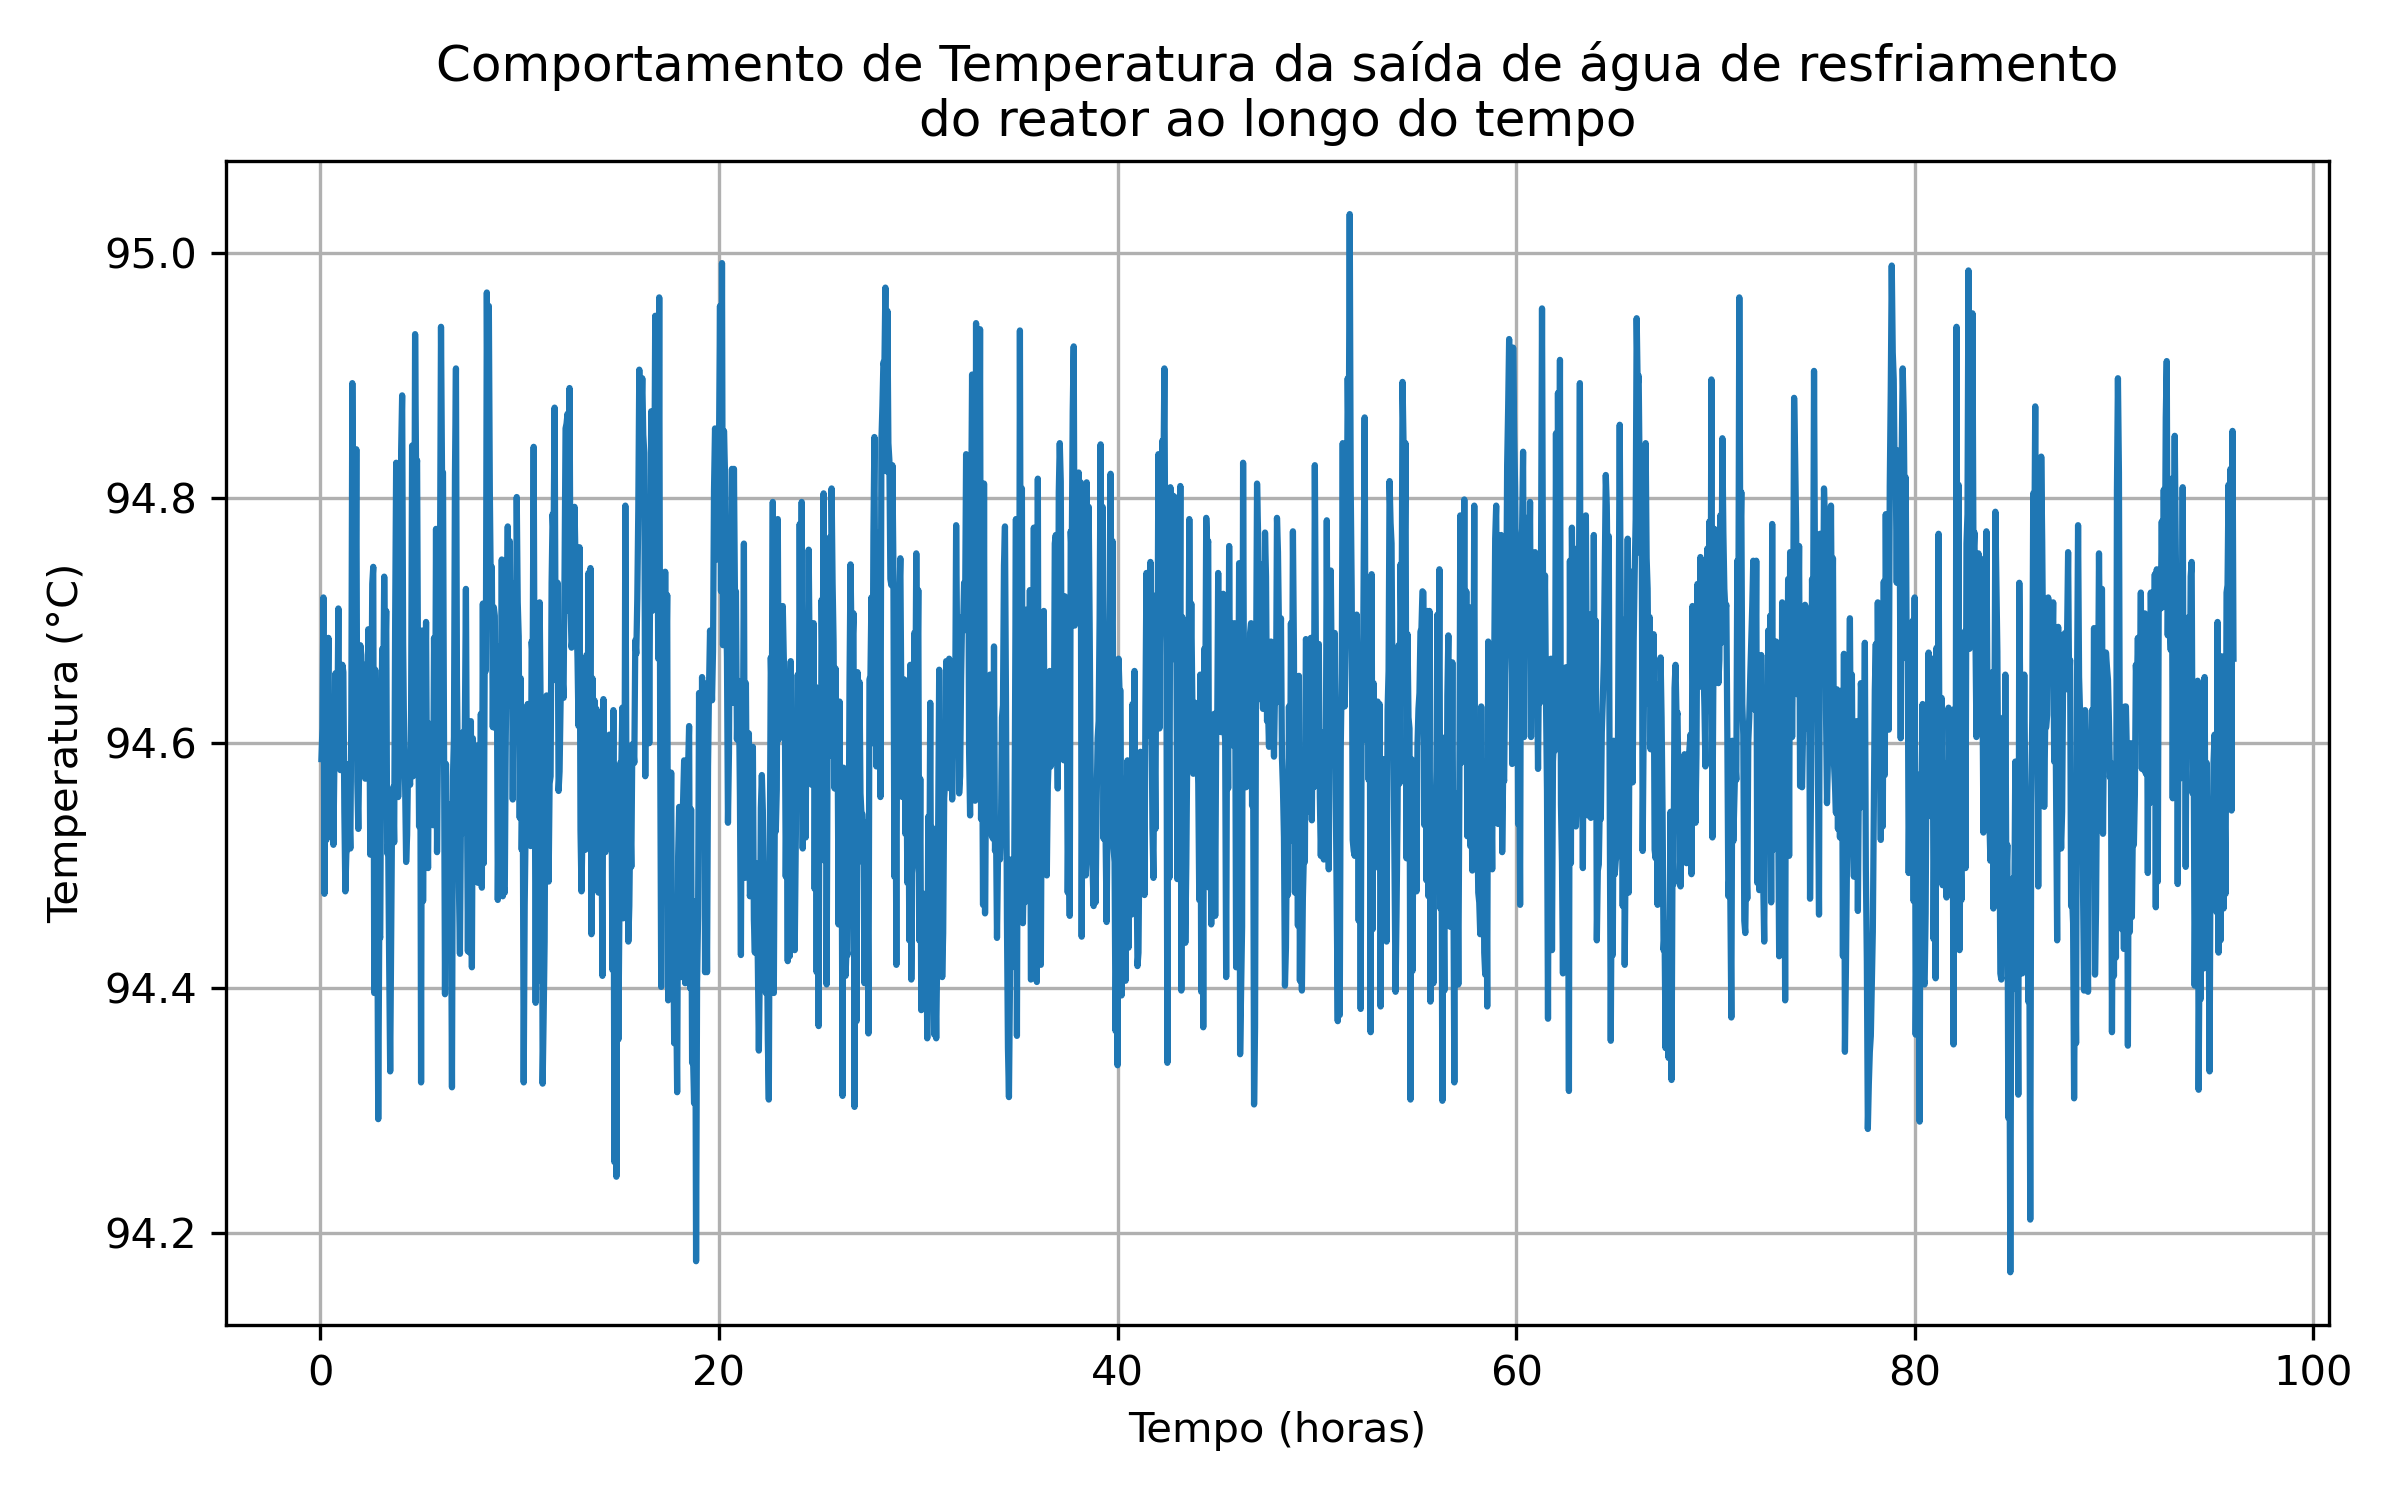 Comportamento de Temperatura da saída de água de resfriamento
do reator ao longo do tempo
95.0
94.8
94.6
94.4
94.2
Temperatura (°C)
0 20 40 60 80 100
Tempo (horas)